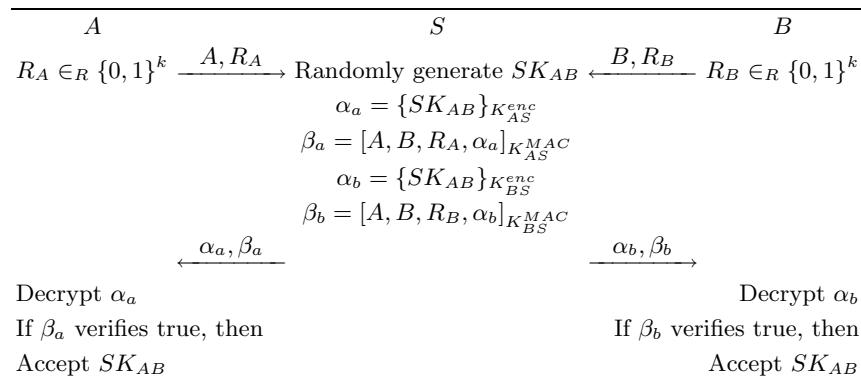 A S B
R_A ∈_R {0, 1}^k A, R_A Randomly generate SK_AB B, R_B R_B ∈_R {0, 1}^k
α_a = {SK_AB}_{K_AS^enc}
β_a = [A, B, R_A, α_a]_{K_AS^MAC}
α_b = {SK_AB}_{K_BS^enc}
β_b = [A, B, R_B, α_b]_{K_BS^MAC}
α_a, β_a α_b, β_b
Decrypt α_a Decrypt α_b
If β_a verifies true, then If β_b verifies true, then
Accept SK_AB Accept SK_AB